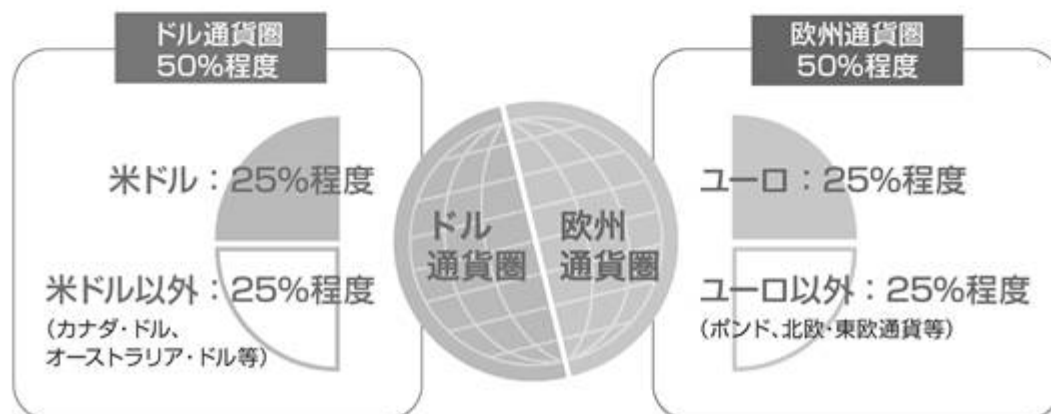 ドル通貨圏
50%程度
米ドル：25%程度
米ドル以外：25%程度
(カナダ・ドル、
オーストラリア・ドル等)
ドル
通貨圏
欧州
通貨圏
欧州通貨圏
50%程度
ユーロ：25%程度
ユーロ以外：25%程度
(ポンド、北欧・東欧通貨等)